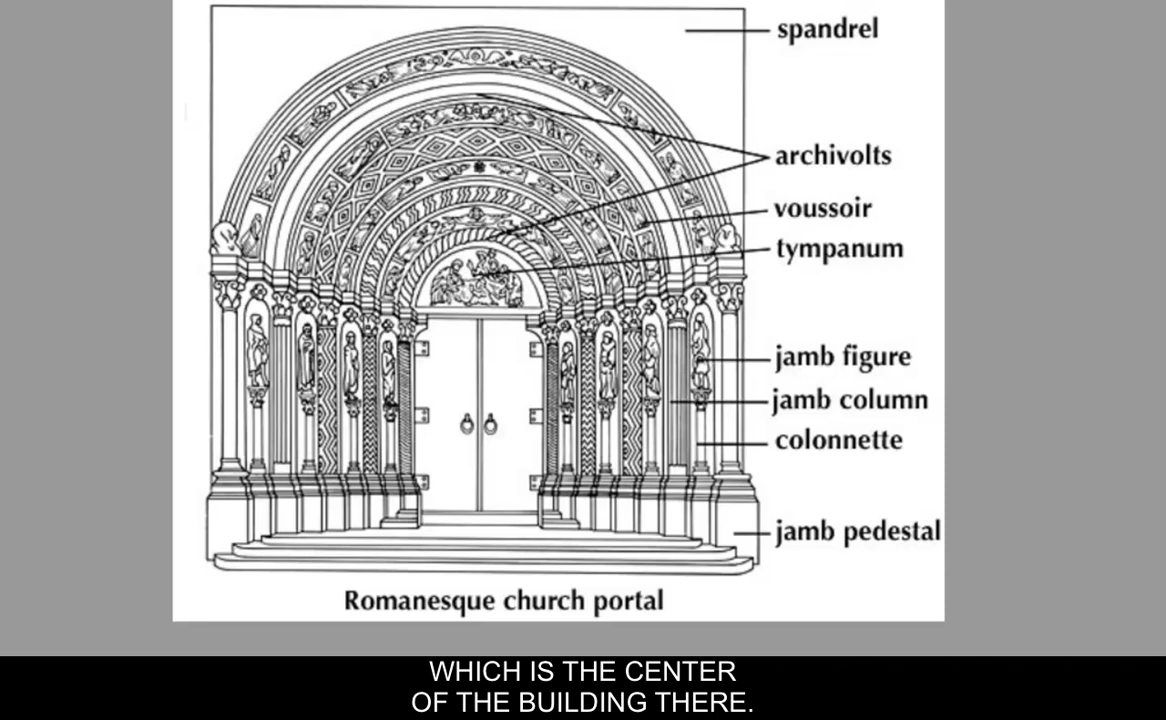 spandrel
archivolts
voussoir
tympanum
jamb figure
jamb column
colonnette
jamb pedestal
Romanesque church portal
WHICH IS THE CENTER
OF THE BUILDING THERE.